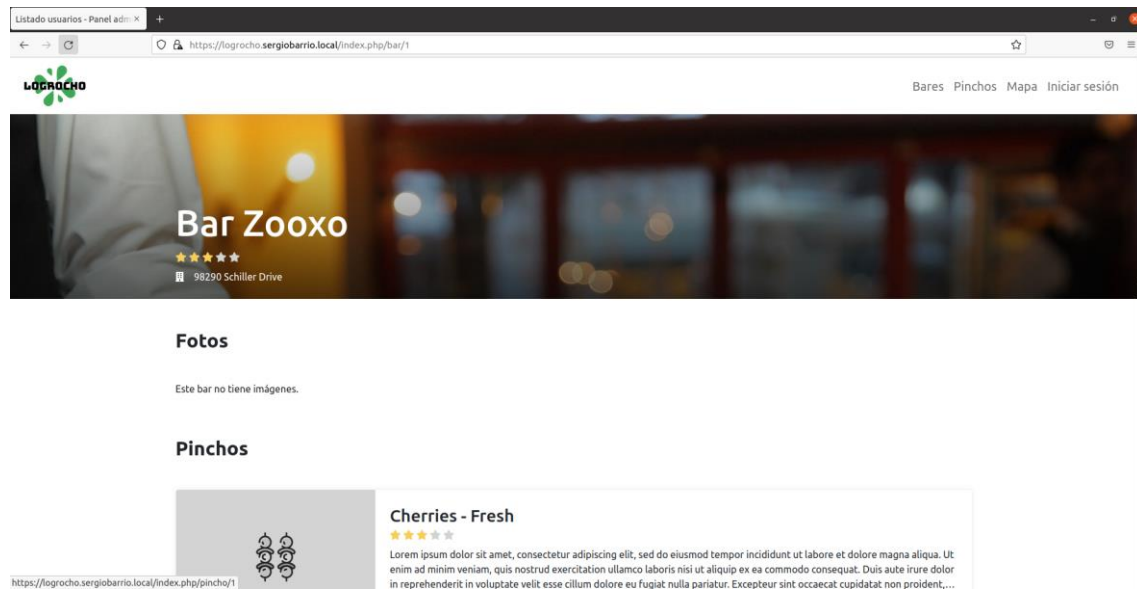 Listado usuarios - Panel adm
https://logrocho.sergiobarrio.local/index.php/bar/1
LOGROCHO
Bares Pinchos Mapa Iniciar sesión
Bar Zooxo
98290 Schiller Drive
Fotos
Este bar no tiene imágenes.
Pinchos
Cherries - Fresh
Lorem ipsum dolor sit amet, consectetur adipiscing elit, sed do eiusmod tempor incididunt ut labore et dolore magna aliqua. Ut
enim ad minim veniam, quis nostrud exercitation ullamco laboris nisi ut aliquip ex ea commodo consequat. Duis aute irure dolor
in reprehenderit in voluptate velit esse cillum dolore eu fugiat nulla pariatur. Excepteur sint occaecat cupidatat non proident,...
https://logrocho.sergiobarrio.local/index.php/pincho/1